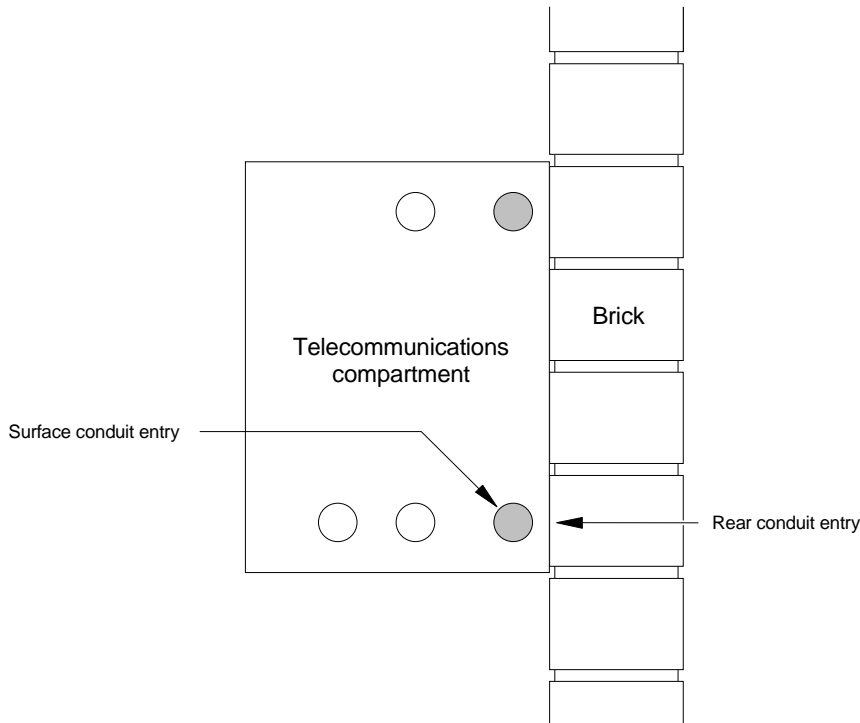 Brick
Telecommunications
compartment
Surface conduit entry
Rear conduit entry